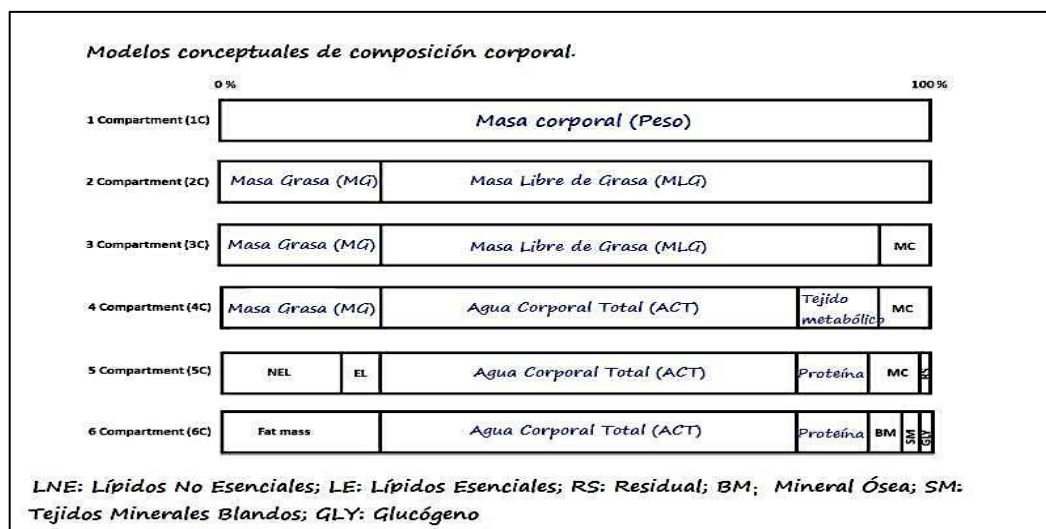 Modelos conceptuales de composición corporal.
0 % 100 %
1 Compartment (1C) Masa corporal (Peso)
2 Compartment (2C) Masa Grasa (MG) Masa Libre de Grasa (MLG)
3 Compartment (3C) Masa Grasa (MG) Masa Libre de Grasa (MLG) MC
4 Compartment (4C) Masa Grasa (MG) Agua Corporal Total (ACT) Tejido metabólico MC
5 Compartment (5C) NEL EL Agua Corporal Total (ACT) Proteína MC RS
6 Compartment (6C) Fat mass Agua Corporal Total (ACT) Proteína BM SM GLY
LNE: Lípidos No Esenciales; LE: Lípidos Esenciales; RS: Residual; BM; Mineral Ósea; SM:
Tejidos Minerales Blandos; GLY: Glucógeno